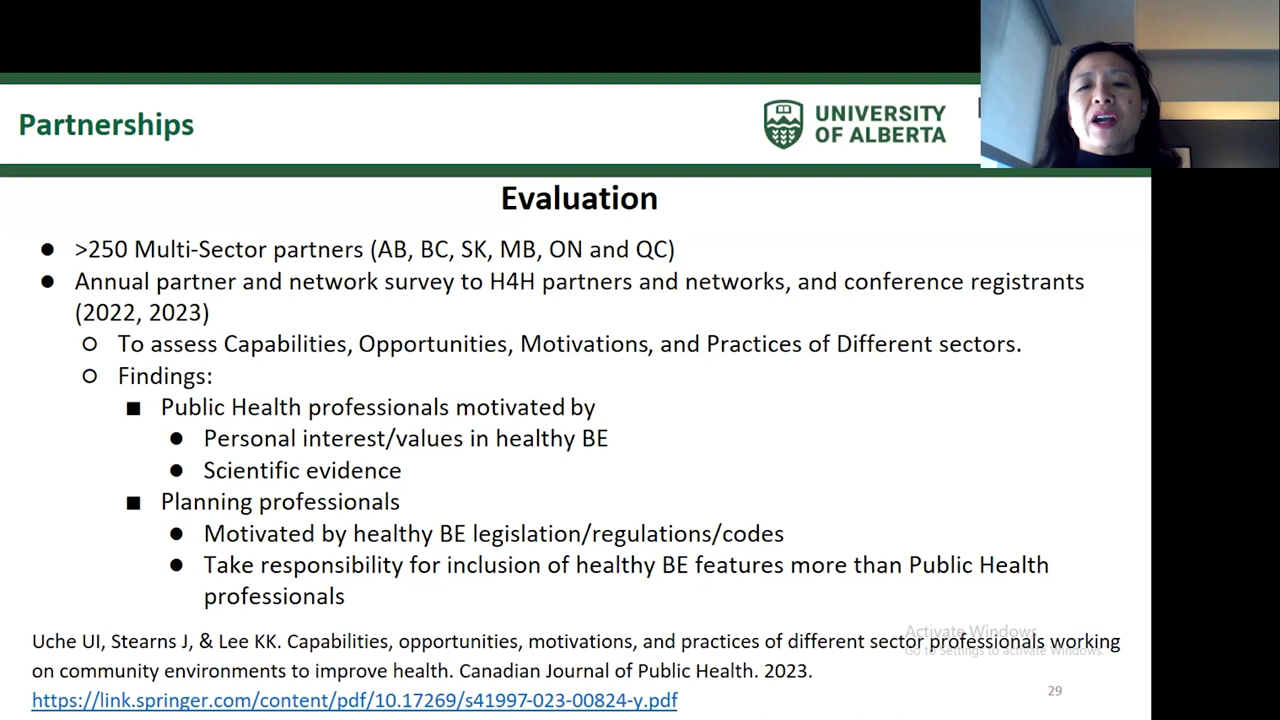 Partnerships
UNIVERSITY
OF ALBERTA
Evaluation
● >250 Multi-Sector partners (AB, BC, SK, MB, ON and QC)
● Annual partner and network survey to H4H partners and networks, and conference registrants
(2022, 2023)
○ To assess Capabilities, Opportunities, Motivations, and Practices of Different sectors.
○ Findings:
■ Public Health professionals motivated by
● Personal interest/values in healthy BE
● Scientific evidence
■ Planning professionals
● Motivated by healthy BE legislation/regulations/codes
● Take responsibility for inclusion of healthy BE features more than Public Health
professionals
Uche UI, Stearns J, & Lee KK. Capabilities, opportunities, motivations, and practices of different sector professionals working
on community environments to improve health. Canadian Journal of Public Health. 2023.
https://link.springer.com/content/pdf/10.17269/s41997-023-00824-y.pdf
Activate Windows
Go to Settings to activate Windows.
29